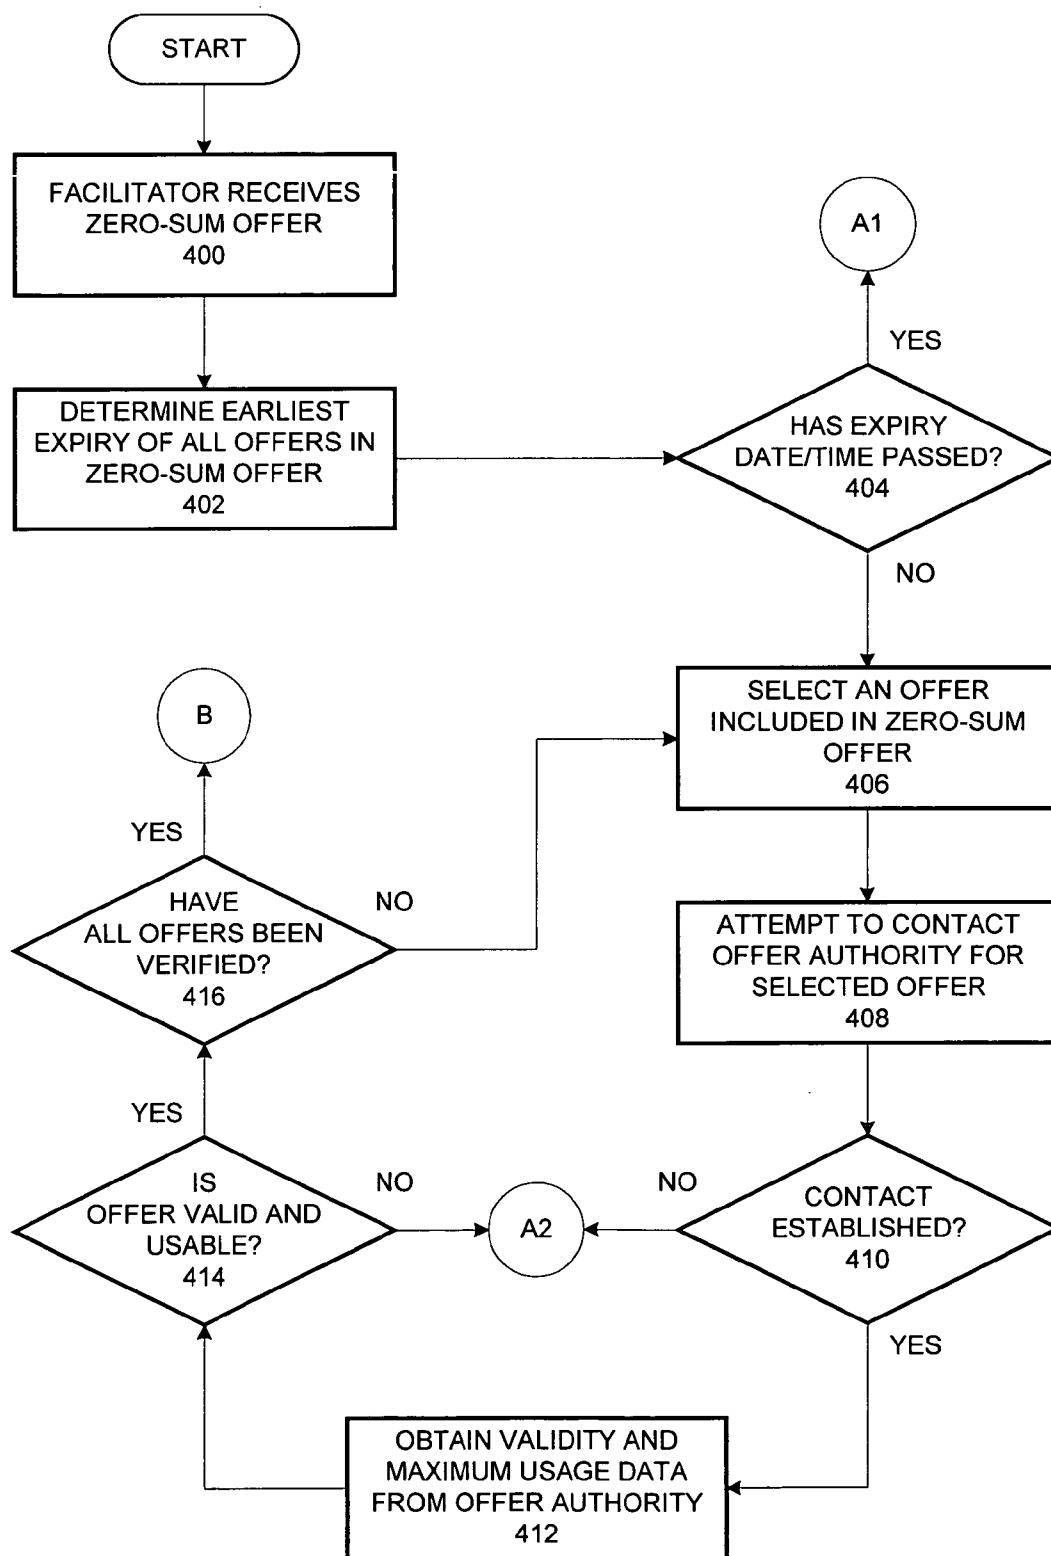 START
FACILITATOR RECEIVES
ZERO-SUM OFFER
400
DETERMINE EARLIEST
EXPIRY OF ALL OFFERS IN
ZERO-SUM OFFER
402
A1
YES
HAS EXPIRY
DATE/TIME PASSED?
404
NO
SELECT AN OFFER
INCLUDED IN ZERO-SUM
OFFER
406
ATTEMPT TO CONTACT
OFFER AUTHORITY FOR
SELECTED OFFER
408
CONTACT
ESTABLISHED?
410
NO
A2
YES
OBTAIN VALIDITY AND
MAXIMUM USAGE DATA
FROM OFFER AUTHORITY
412
IS
OFFER VALID AND
USABLE?
414
NO
YES
HAVE
ALL OFFERS BEEN
VERIFIED?
416
NO
YES
B